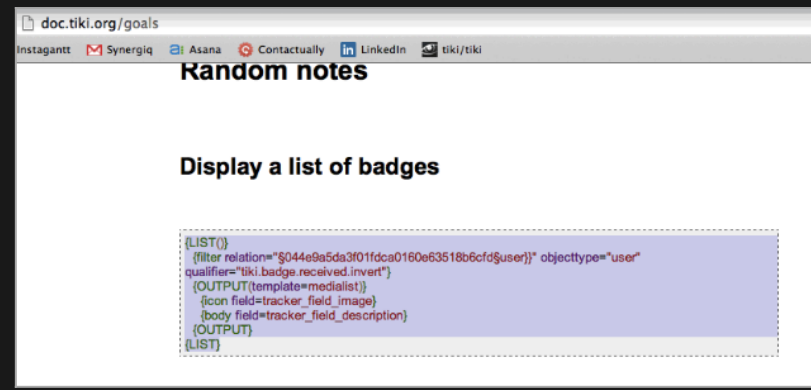 doc.tiki.org/goals
Instagantt Synergiq Asana Contactually LinkedIn tiki/tiki
Random notes
Display a list of badges
{LIST()}
{filter relation="§044e9a5da3f01fdca0160e63518b6cfd§user}}" objecttype="user"
qualifier="tiki.badge.received.invert"}
{OUTPUT(template=medialist)}
{icon field=tracker_field_image}
{body field=tracker_field_description}
{OUTPUT}
{LIST}